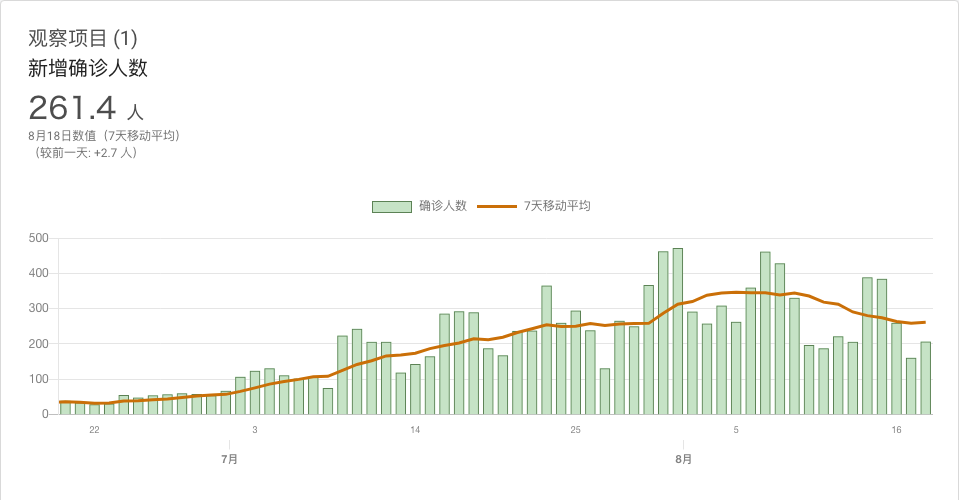 观察项目 (1)
新增确诊人数
261.4 人
8月18日数值（7天移动平均）
（较前一天: +2.7 人）
确诊人数 7天移动平均
500
400
300
200
100
0
22 3 14 25 5 16
7月 8月